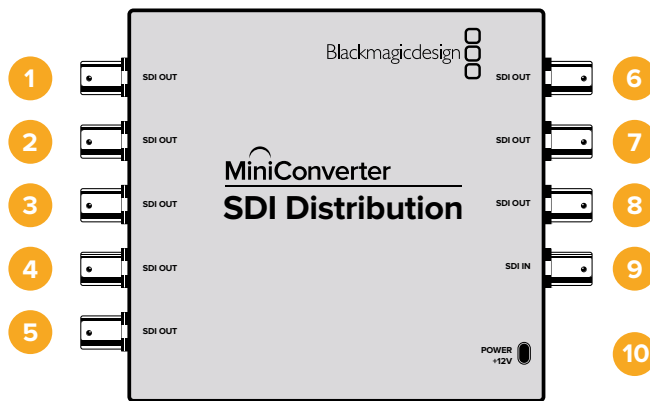 Blackmagicdesign
1 SDI OUT
SDI OUT 6
2 SDI OUT
SDI OUT 7
MiniConverter
SDI Distribution
3 SDI OUT
SDI OUT 8
4 SDI OUT
SDI IN 9
5 SDI OUT
POWER
+12V
10